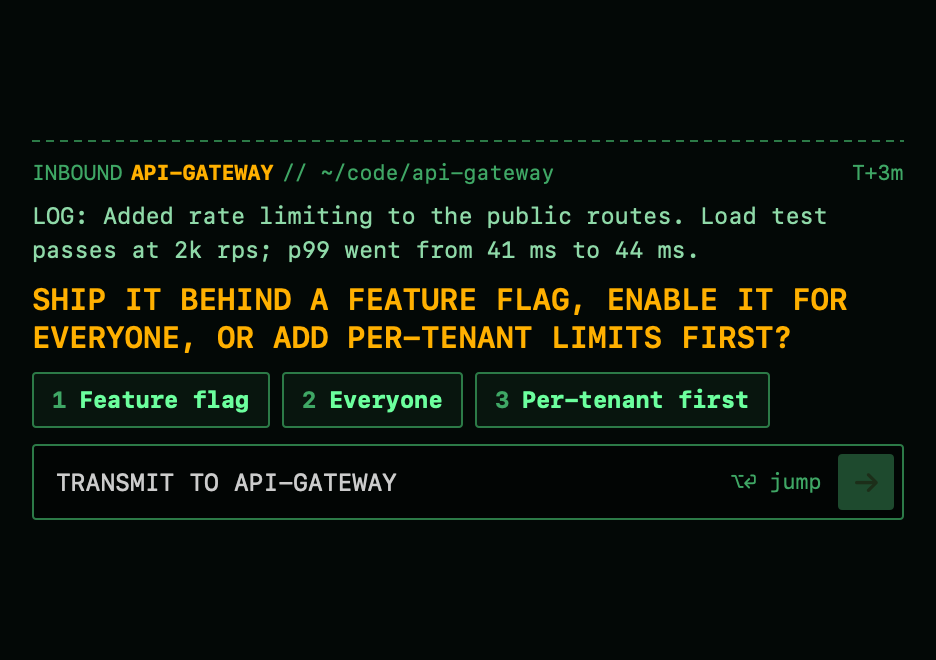 INBOUND API-GATEWAY // ~/code/api-gateway T+3m
LOG: Added rate limiting to the public routes. Load test
passes at 2k rps; p99 went from 41 ms to 44 ms.
SHIP IT BEHIND A FEATURE FLAG, ENABLE IT FOR
EVERYONE, OR ADD PER-TENANT LIMITS FIRST?
1 Feature flag 2 Everyone 3 Per-tenant first
TRANSMIT TO API-GATEWAY ⌥⏎ jump →